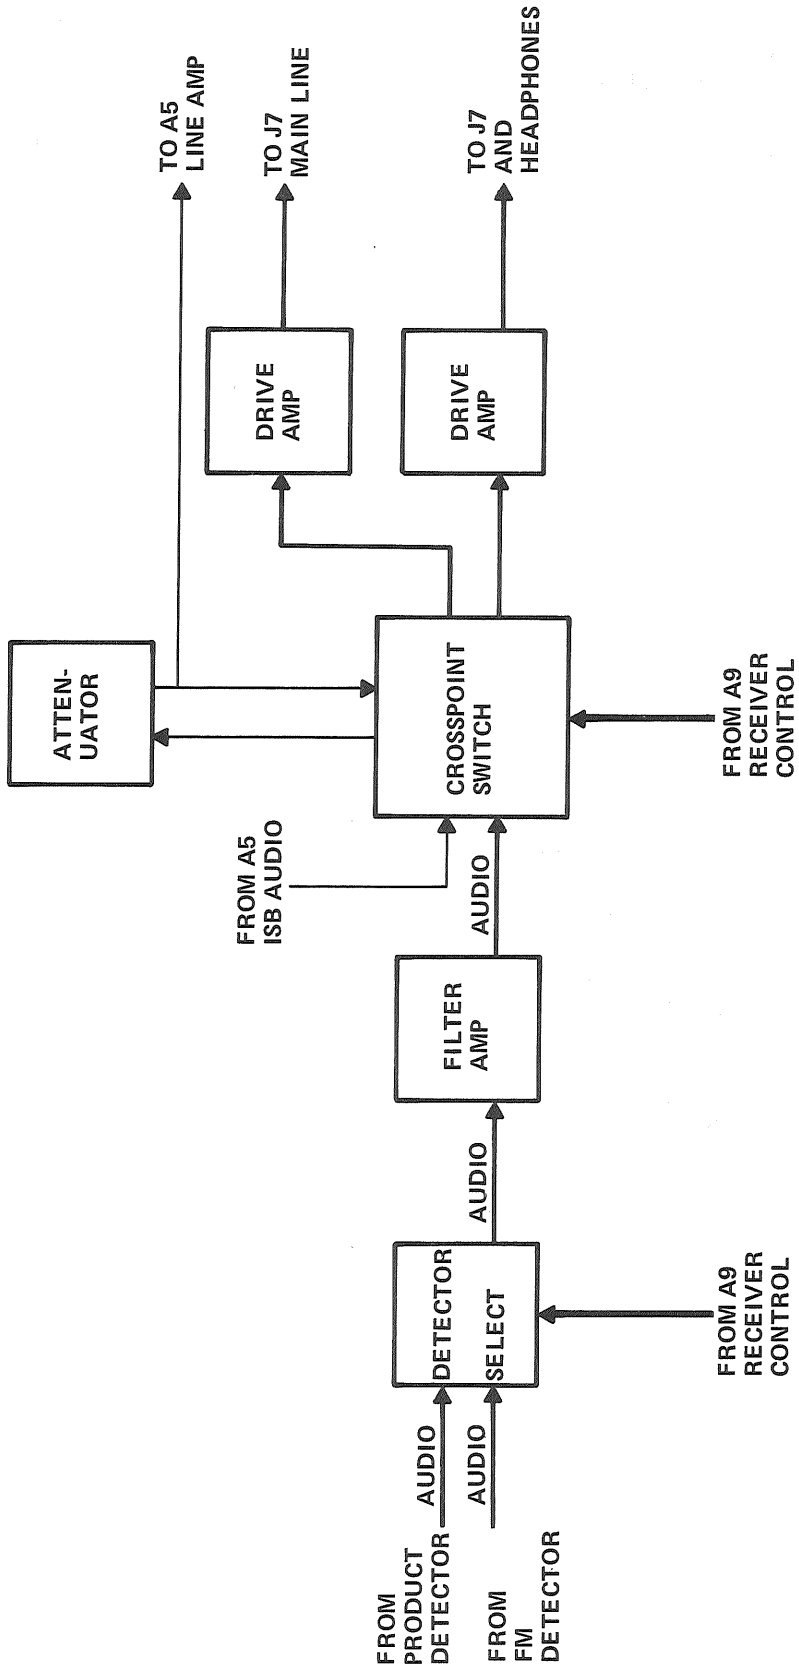 FROM
PRODUCT
DETECTOR
AUDIO
AUDIO
FROM
FM
DETECTOR
DETECTOR
SELECT
FROM A9
RECEIVER
CONTROL
AUDIO
FILTER
AMP
AUDIO
FROM A5
ISB AUDIO
CROSSPOINT
SWITCH
FROM A9
RECEIVER
CONTROL
ATTEN-
UATOR
DRIVE
AMP
DRIVE
AMP
TO A5
LINE AMP
TO J7
MAIN LINE
TO J7
AND
HEADPHONES